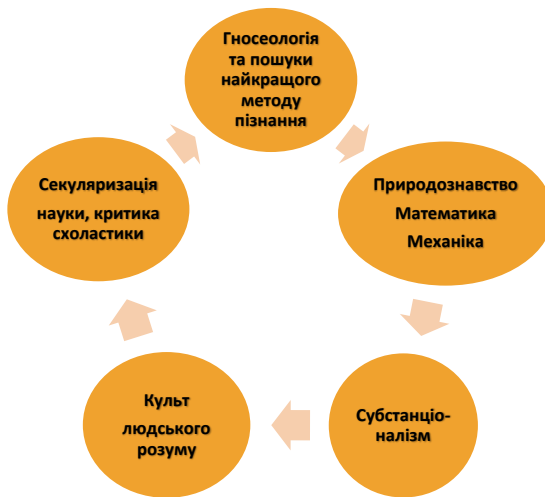 Гносеологія
та пошуки
найкращого
методу
пізнання
Природознавство
Математика
Механіка
Субстанціо-
налізм
Культ
людського
розуму
Секуляризація
науки, критика
схоластики